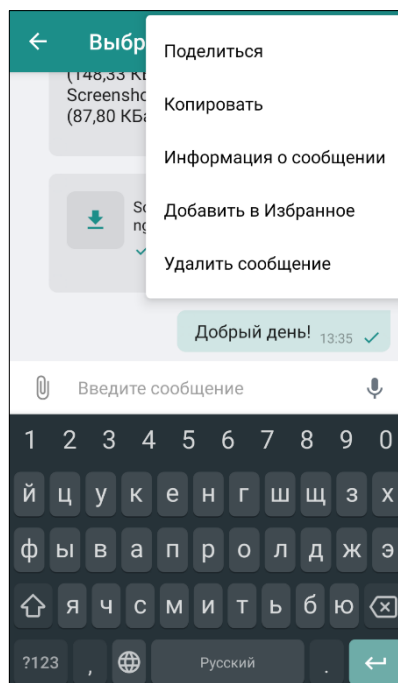 Выбр
Поделиться
Копировать
Информация о сообщении
Добавить в Избранное
Удалить сообщение
(148,33 КБ
Screensho
(87,80 КБа
Sc
ng
Добрый день! 13:35
Введите сообщение
1 2 3 4 5 6 7 8 9 0
й ц у к е н г ш щ з х
ф ы в а п р о л д ж э
я ч с м и т ь б ю
?123 , Русский .